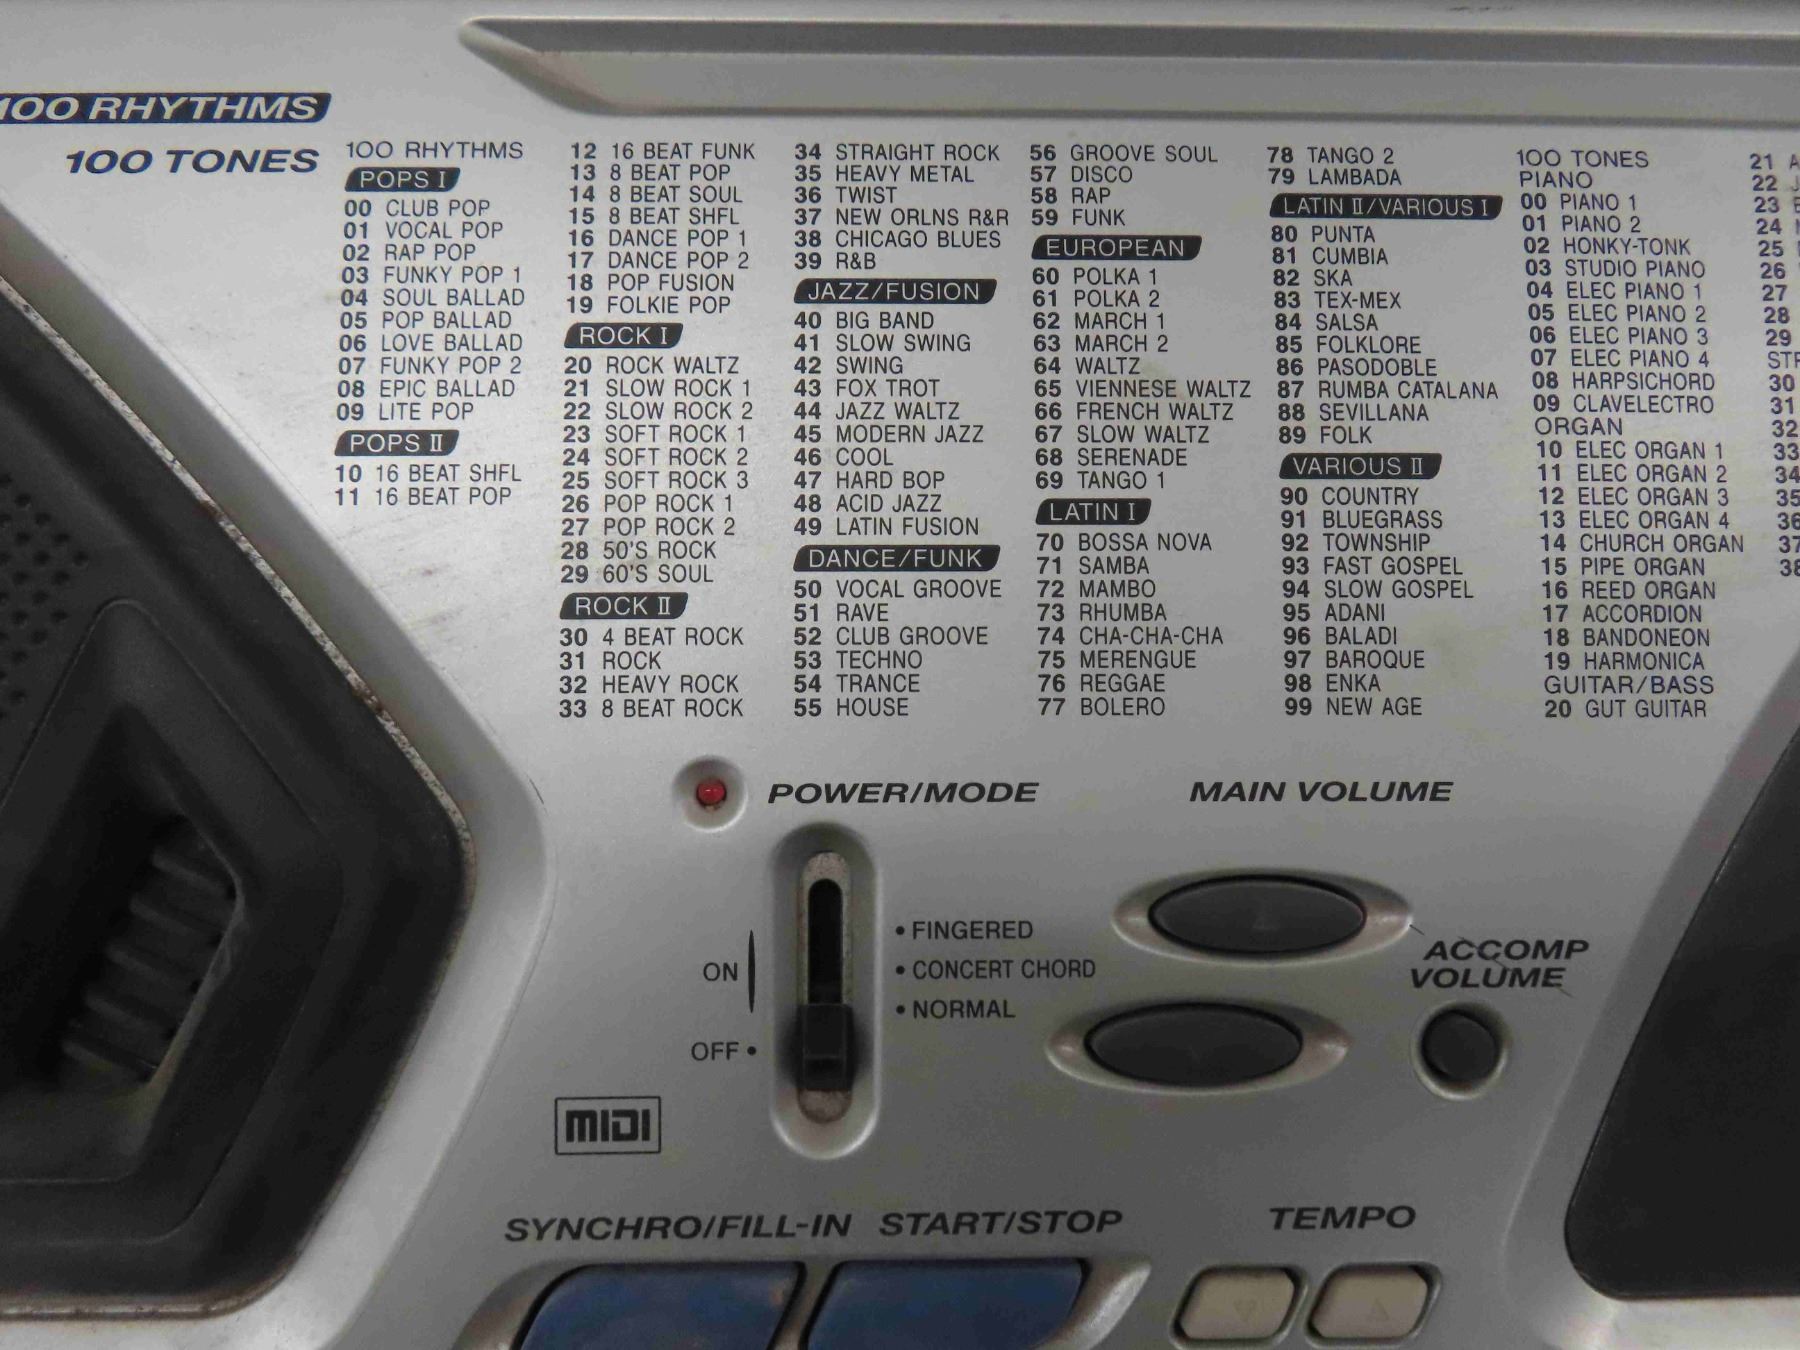 100 RHYTHMS
100 TONES
100 RHYTHMS
POPS I
00 CLUB POP
01 VOCAL POP
02 RAP POP
03 FUNKY POP 1
04 SOUL BALLAD
05 POP BALLAD
06 LOVE BALLAD
07 FUNKY POP 2
08 EPIC BALLAD
09 LITE POP
POPS II
10 16 BEAT SHFL
11 16 BEAT POP
12 16 BEAT FUNK
13 8 BEAT POP
14 8 BEAT SOUL
15 8 BEAT SHFL
16 DANCE POP 1
17 DANCE POP 2
18 POP FUSION
19 FOLKIE POP
ROCK I
20 ROCK WALTZ
21 SLOW ROCK 1
22 SLOW ROCK 2
23 SOFT ROCK 1
24 SOFT ROCK 2
25 SOFT ROCK 3
26 POP ROCK 1
27 POP ROCK 2
28 50'S ROCK
29 60'S SOUL
ROCK II
30 4 BEAT ROCK
31 ROCK
32 HEAVY ROCK
33 8 BEAT ROCK
34 STRAIGHT ROCK
35 HEAVY METAL
36 TWIST
37 NEW ORLNS R&R
38 CHICAGO BLUES
39 R&B
JAZZ/FUSION
40 BIG BAND
41 SLOW SWING
42 SWING
43 FOX TROT
44 JAZZ WALTZ
45 MODERN JAZZ
46 COOL
47 HARD BOP
48 ACID JAZZ
49 LATIN FUSION
DANCE/FUNK
50 VOCAL GROOVE
51 RAVE
52 CLUB GROOVE
53 TECHNO
54 TRANCE
55 HOUSE
56 GROOVE SOUL
57 DISCO
58 RAP
59 FUNK
EUROPEAN
60 POLKA 1
61 POLKA 2
62 MARCH 1
63 MARCH 2
64 WALTZ
65 VIENNESE WALTZ
66 FRENCH WALTZ
67 SLOW WALTZ
68 SERENADE
69 TANGO 1
LATIN I
70 BOSSA NOVA
71 SAMBA
72 MAMBO
73 RHUMBA
74 CHA-CHA-CHA
75 MERENGUE
76 REGGAE
77 BOLERO
78 TANGO 2
79 LAMBADA
LATIN II/VARIOUS I
80 PUNTA
81 CUMBIA
82 SKA
83 TEX-MEX
84 SALSA
85 FOLKLORE
86 PASODOBLE
87 RUMBA CATALANA
88 SEVILLANA
89 FOLK
VARIOUS II
90 COUNTRY
91 BLUEGRASS
92 TOWNSHIP
93 FAST GOSPEL
94 SLOW GOSPEL
95 ADANI
96 BALADI
97 BAROQUE
98 ENKA
99 NEW AGE
100 TONES
PIANO
00 PIANO 1
01 PIANO 2
02 HONKY-TONK
03 STUDIO PIANO
04 ELEC PIANO 1
05 ELEC PIANO 2
06 ELEC PIANO 3
07 ELEC PIANO 4
08 HARPSICHORD
09 CLAVELECTRO
ORGAN
10 ELEC ORGAN 1
11 ELEC ORGAN 2
12 ELEC ORGAN 3
13 ELEC ORGAN 4
14 CHURCH ORGAN
15 PIPE ORGAN
16 REED ORGAN
17 ACCORDION
18 BANDONEON
19 HARMONICA
GUITAR/BASS
20 GUT GUITAR
21
22
23
24
25
26
27
28
29
30
31
32
33
34
35
36
37
38
POWER/MODE
ON
OFF •
• FINGERED
• CONCERT CHORD
• NORMAL
MAIN VOLUME
ACCOMP
VOLUME
MIDI
SYNCHRO/FILL-IN
START/STOP
TEMPO